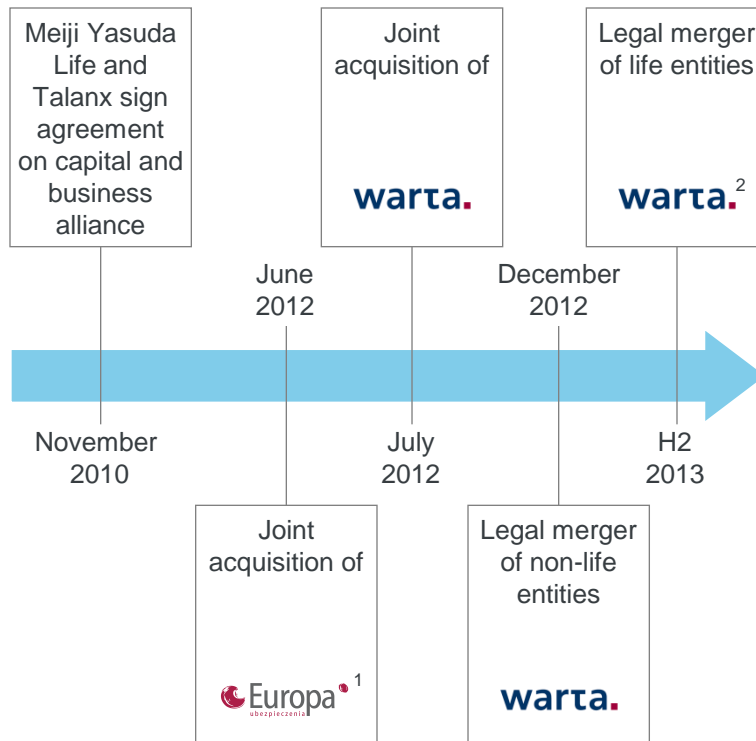 Meiji Yasuda
Life and
Talanx sign
agreement
on capital and
business
alliance
November
2010
June
2012
Joint
acquisition of
Europa 1
ubezpieczenia
Joint
acquisition of
warta.
July
2012
December
2012
Legal merger
of non-life
entities
warta.
Legal merger
of life entities
warta. 2
H2
2013